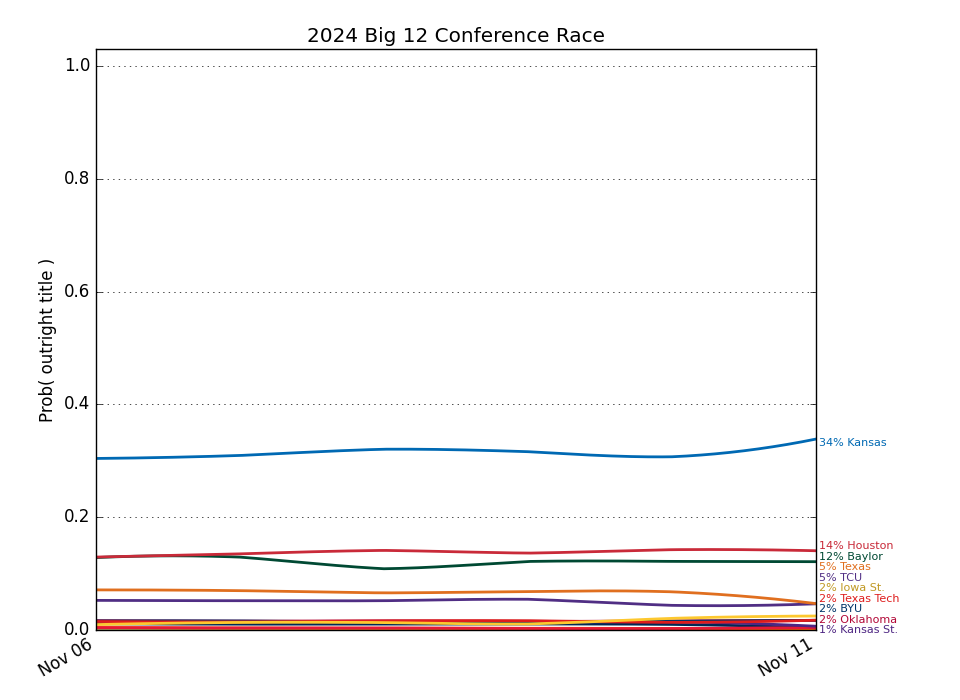 2024 Big 12 Conference Race
1.0
0.8
0.6
0.4
0.2
0.0
Prob( outright title )
34% Kansas
14% Houston
12% Baylor
5% Texas
5% TCU
2% Iowa St.
2% Texas Tech
2% BYU
2% Oklahoma
1% Kansas St.
Nov 06
Nov 11